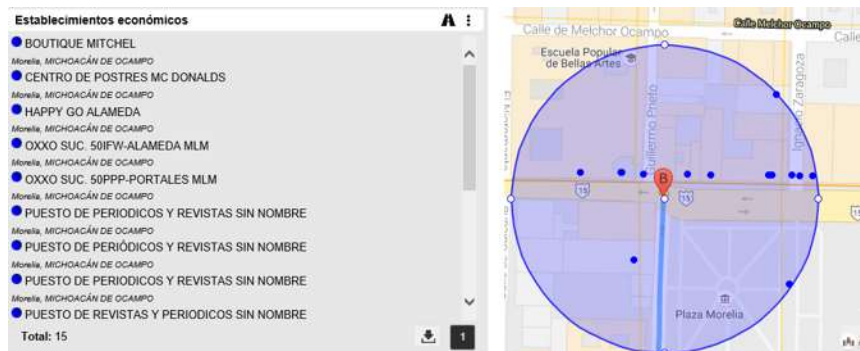 Establecimientos económicos
BOUTIQUE MITCHEL
Morelia, MICHOACÁN DE OCAMPO
CENTRO DE POSTRES MC DONALDS
Morelia, MICHOACÁN DE OCAMPO
HAPPY GO ALAMEDA
Morelia, MICHOACÁN DE OCAMPO
OXXO SUC. 50IFW-ALAMEDA MLM
Morelia, MICHOACÁN DE OCAMPO
OXXO SUC. 50PPP-PORTALES MLM
Morelia, MICHOACÁN DE OCAMPO
PUESTO DE PERIODICOS Y REVISTAS SIN NOMBRE
Morelia, MICHOACÁN DE OCAMPO
PUESTO DE PERIÓDICOS Y REVISTAS SIN NOMBRE
Morelia, MICHOACÁN DE OCAMPO
PUESTO DE PERIODICOS Y REVISTAS SIN NOMBRE
Morelia, MICHOACÁN DE OCAMPO
PUESTO DE REVISTAS Y PERIODICOS SIN NOMBRE
Total: 15
1
Calle Melchor Ocampo
Calle de Melchor Ocampo
Calle
Escuela Popular
de Bellas Artes
El Nigromante
Guillermo Prieto
Ignacio Zaragoza
B
15
15
15
Plaza Morelia